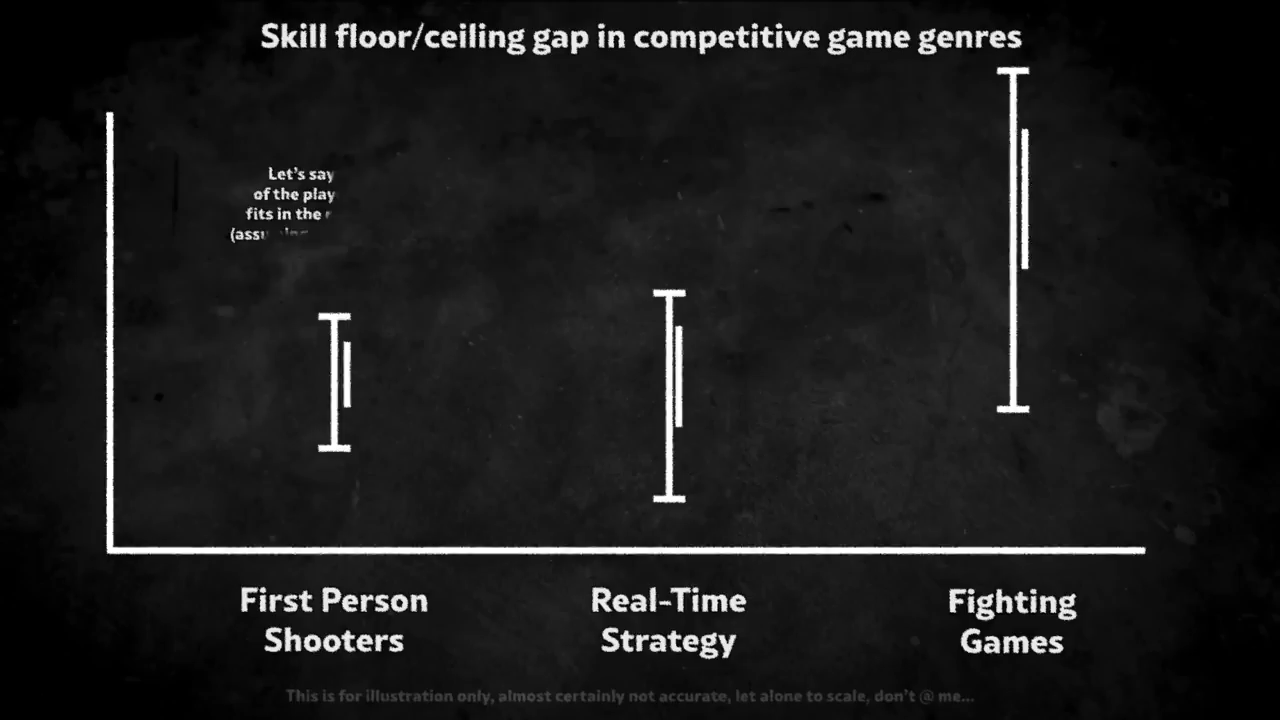 Skill floor/ceiling gap in competitive game genres
Let's say
of the play
fits in the
(assu
First Person
Shooters
Real-Time
Strategy
Fighting
Games
This is for illustration only, almost certainly not accurate, let alone to scale, don't @ me...